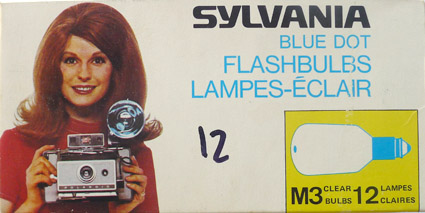 SYLVANIA
BLUE DOT
FLASHBULBS
LAMPES-ÉCLAIR
12
M3 CLEAR BULBS 12 LAMPES CLAIRES